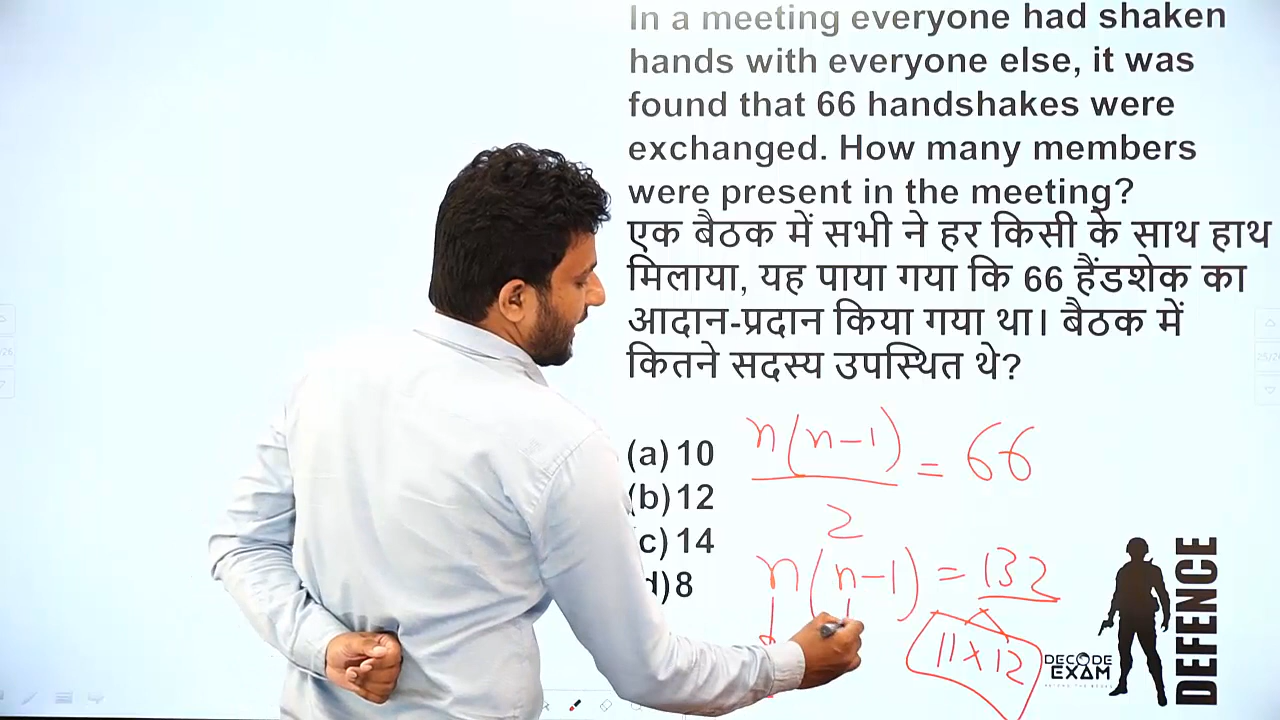 In a meeting everyone had shaken
hands with everyone else, it was
found that 66 handshakes were
exchanged. How many members
were present in the meeting?
एक बैठक में सभी ने हर किसी के साथ हाथ
मिलाया, यह पाया गया कि 66 हैंडशेक का
आदान-प्रदान किया गया था। बैठक में
कितने सदस्य उपस्थित थे?
(a) 10
(b) 12
c) 14
d) 8
n(n-1)
= 66
2
n(n-1) = 132
11 x 12
DECODE
EXAM
DEFENCE